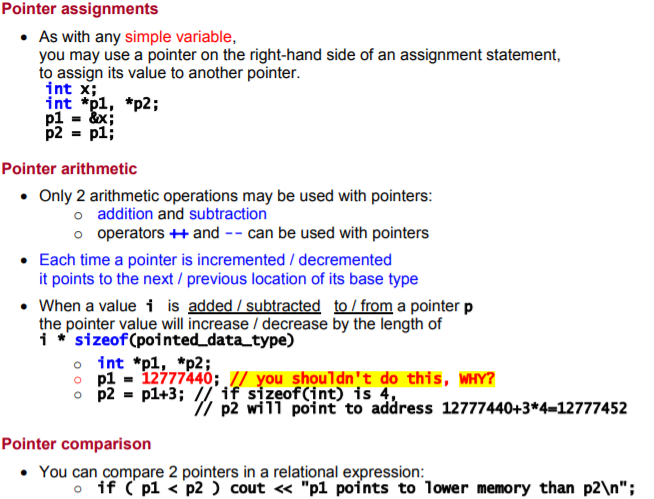 Pointer assignments
• As with any simple variable,
you may use a pointer on the right-hand side of an assignment statement,
to assign its value to another pointer.
int x;
int *p1, *p2;
p1 = &x;
p2 = p1;
Pointer arithmetic
• Only 2 arithmetic operations may be used with pointers:
o addition and subtraction
o operators ++ and -- can be used with pointers
• Each time a pointer is incremented / decremented
it points to the next / previous location of its base type
• When a value i is added / subtracted to / from a pointer p
the pointer value will increase / decrease by the length of
i * sizeof(pointed_data_type)
o int *p1, *p2;
o p1 = 12777440; // you shouldn't do this, WHY?
o p2 = p1+3; // if sizeof(int) is 4,
// p2 will point to address 12777440+3*4=12777452
Pointer comparison
• You can compare 2 pointers in a relational expression:
o if ( p1 < p2 ) cout << "p1 points to lower memory than p2\n";